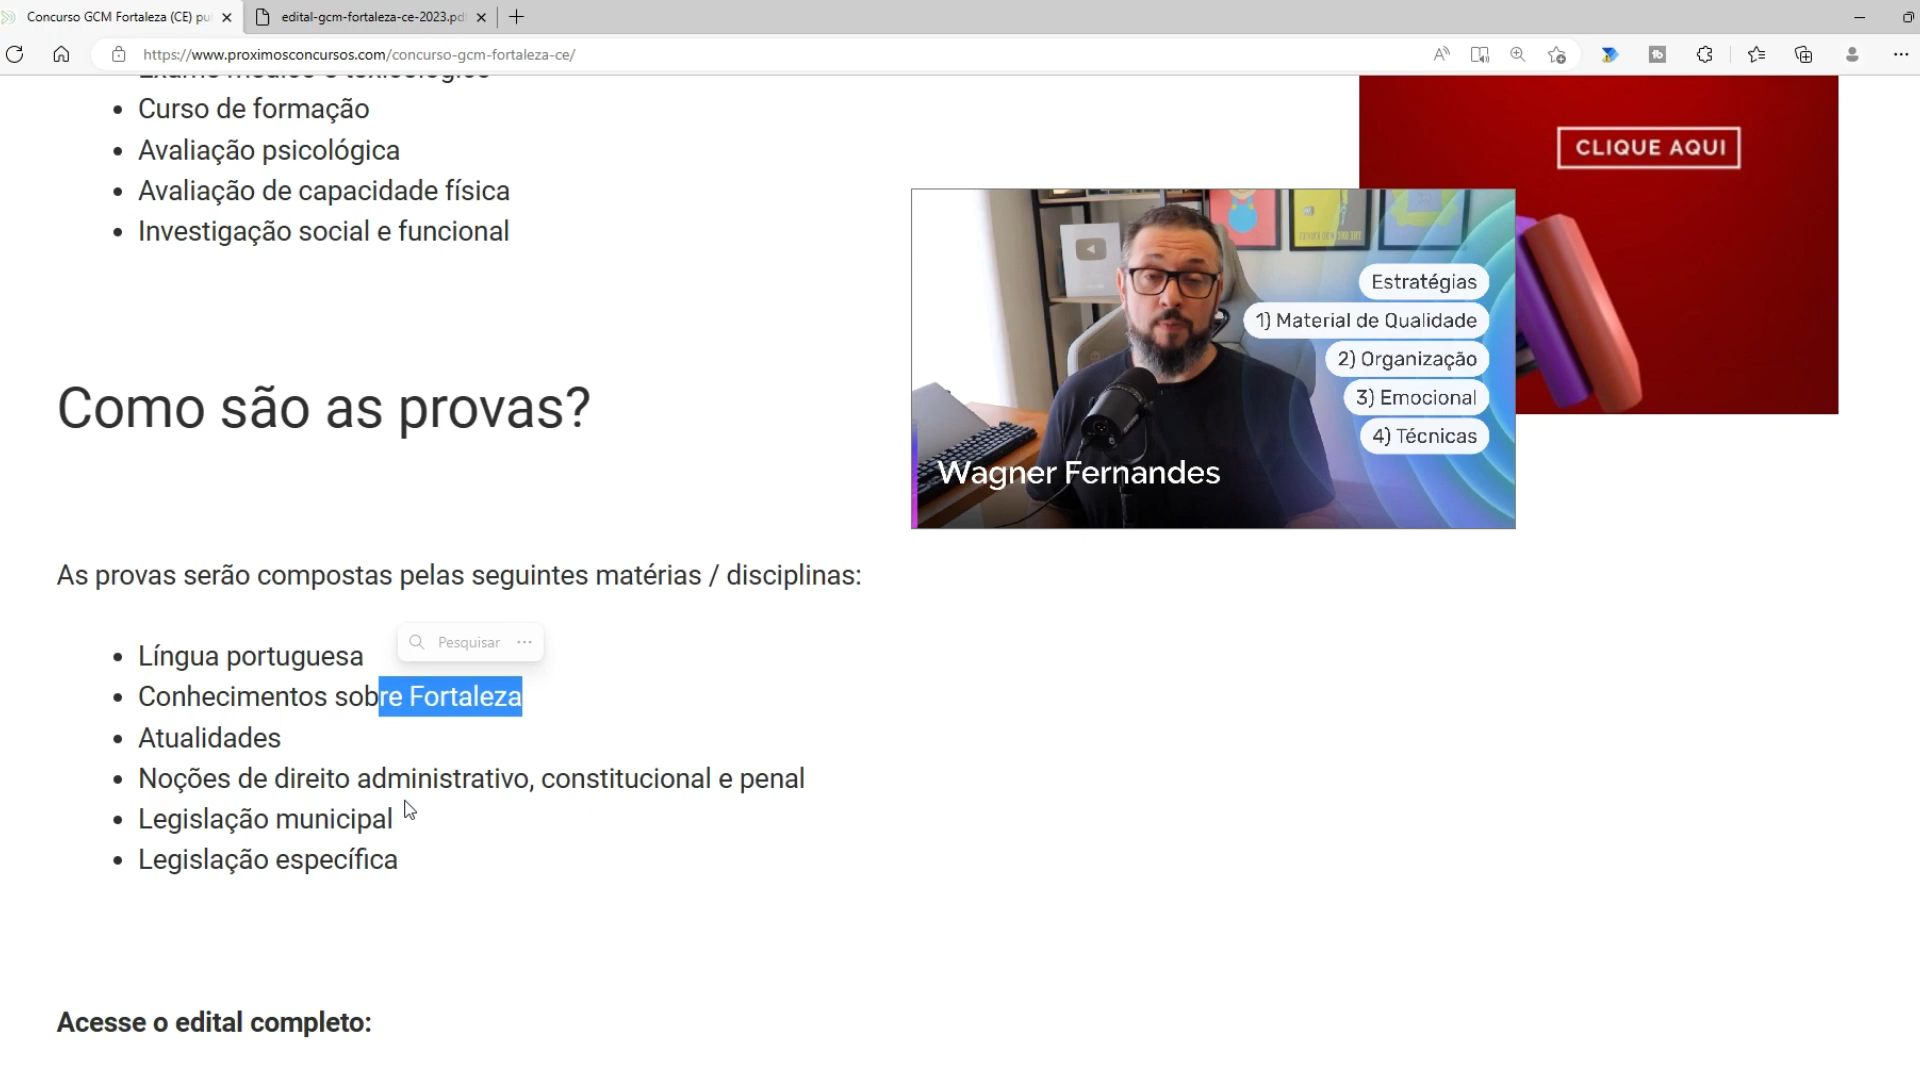 Concurso GCM Fortaleza (CE) pu
edital-gcm-fortaleza-ce-2023.pd
https://www.proximosconcursos.com/concurso-gcm-fortaleza-ce/
Exame médico e toxicológico
Curso de formação
Avaliação psicológica
Avaliação de capacidade física
Investigação social e funcional
CLIQUE AQUI
Estratégias
1) Material de Qualidade
2) Organização
3) Emocional
4) Técnicas
Wagner Fernandes
Como são as provas?
As provas serão compostas pelas seguintes matérias / disciplinas:
Pesquisar
Língua portuguesa
Conhecimentos sobre Fortaleza
Atualidades
Noções de direito administrativo, constitucional e penal
Legislação municipal
Legislação específica
Acesse o edital completo: